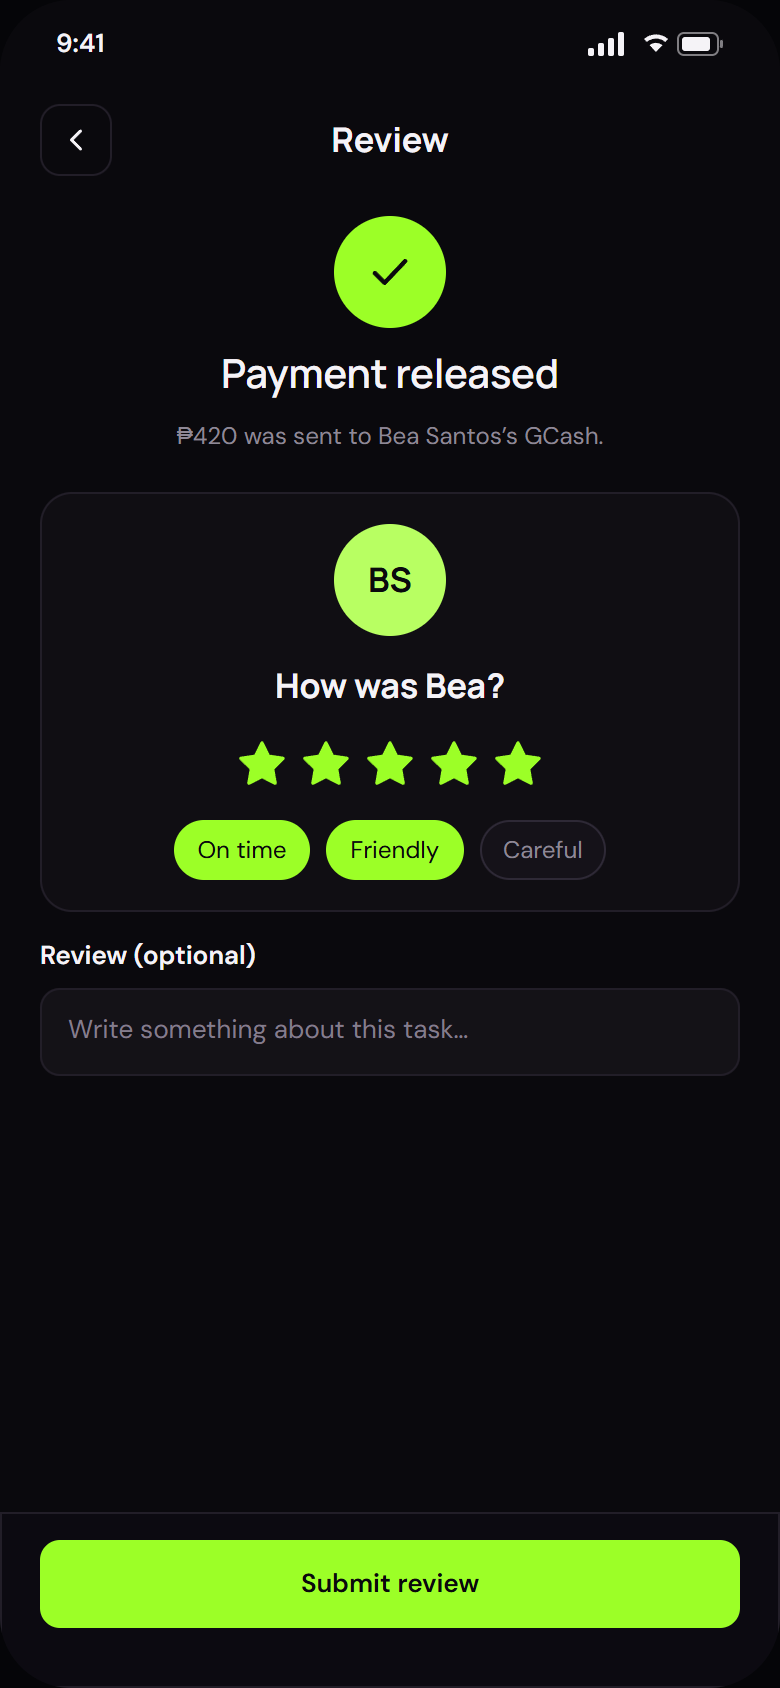 9:41
Review
Payment released
₱420 was sent to Bea Santos’s GCash.
BS
How was Bea?
On time Friendly Careful
Review (optional)
Write something about this task…
Submit review